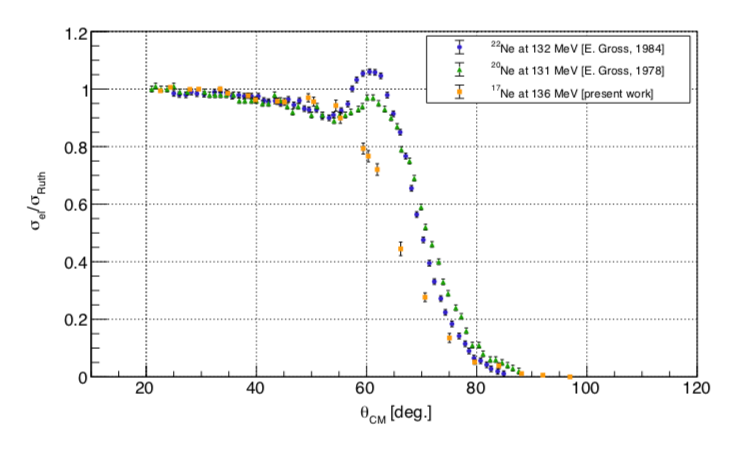 1.2
1
0.8
0.6
0.4
0.2
0
σel/σRuth
22Ne at 132 MeV [E. Gross, 1984]
20Ne at 131 MeV [E. Gross, 1978]
17Ne at 136 MeV [present work]
20 40 60 80 100 120
θCM [deg.]